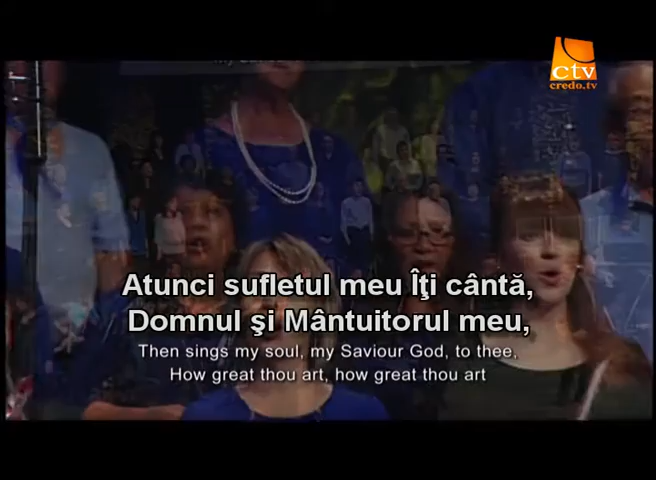 ctv
credo.tv
Atunci sufletul meu Îţi cântă,
Domnul şi Mântuitorul meu,
Then sings my soul, my Saviour God, to thee,
How great thou art, how great thou art